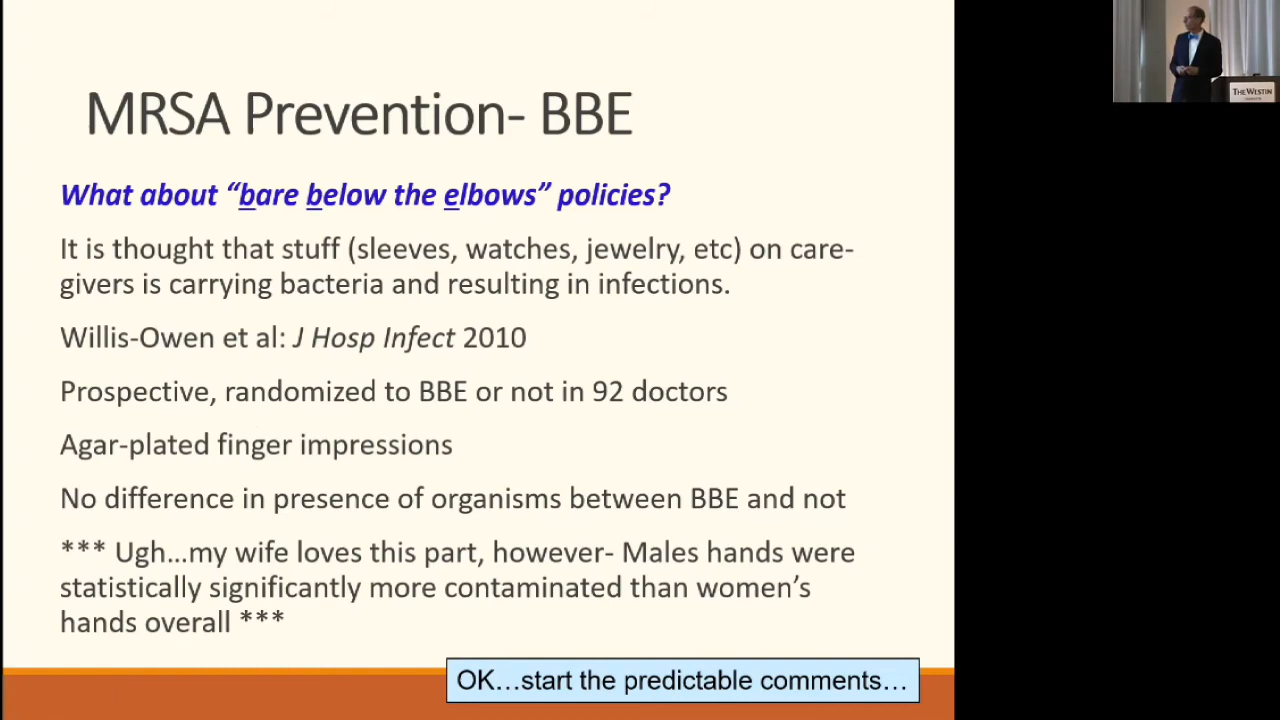 MRSA Prevention- BBE
What about “bare below the elbows” policies?
It is thought that stuff (sleeves, watches, jewelry, etc) on care-
givers is carrying bacteria and resulting in infections.
Willis-Owen et al: J Hosp Infect 2010
Prospective, randomized to BBE or not in 92 doctors
Agar-plated finger impressions
No difference in presence of organisms between BBE and not
*** Ugh…my wife loves this part, however- Males hands were
statistically significantly more contaminated than women’s
hands overall ***
OK…start the predictable comments…
THE WESTIN